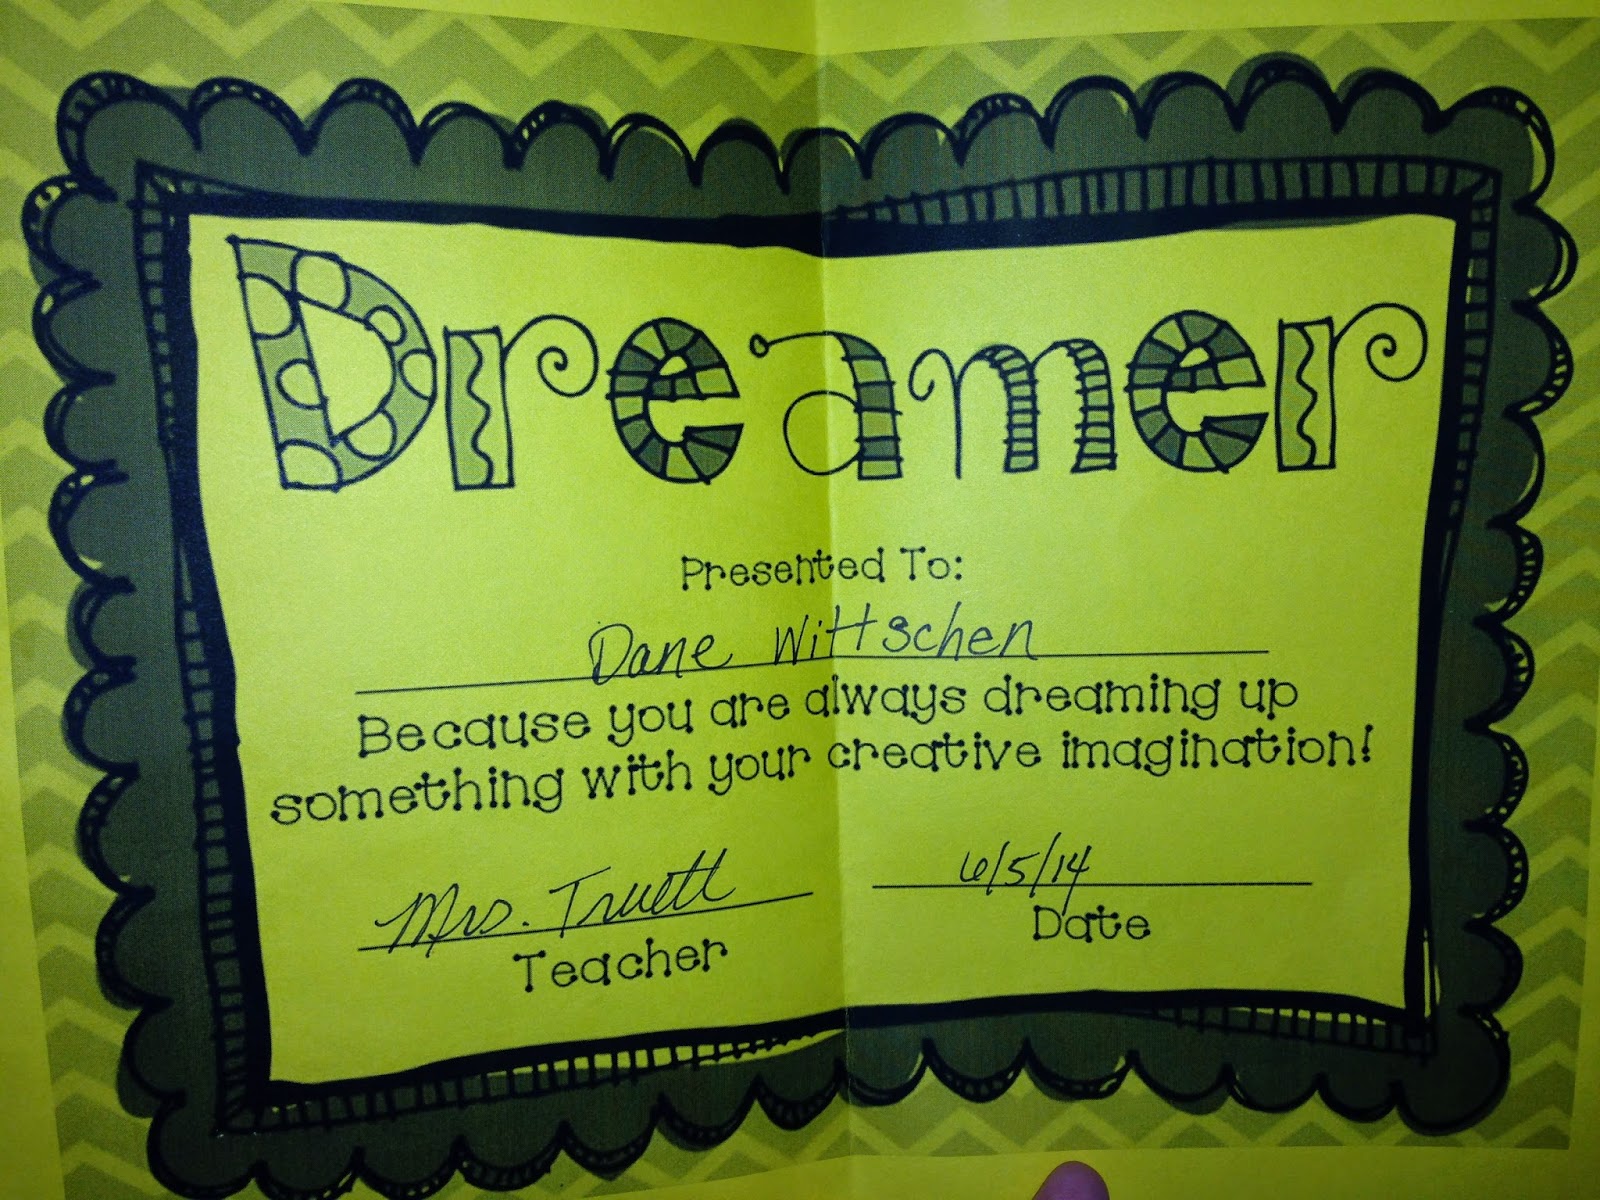 Dreamer
Presented To:
Dane Wittschen
Because you are always dreaming up
something with your creative imagination!
Mrs. Truett
6/5/14
Teacher
Date